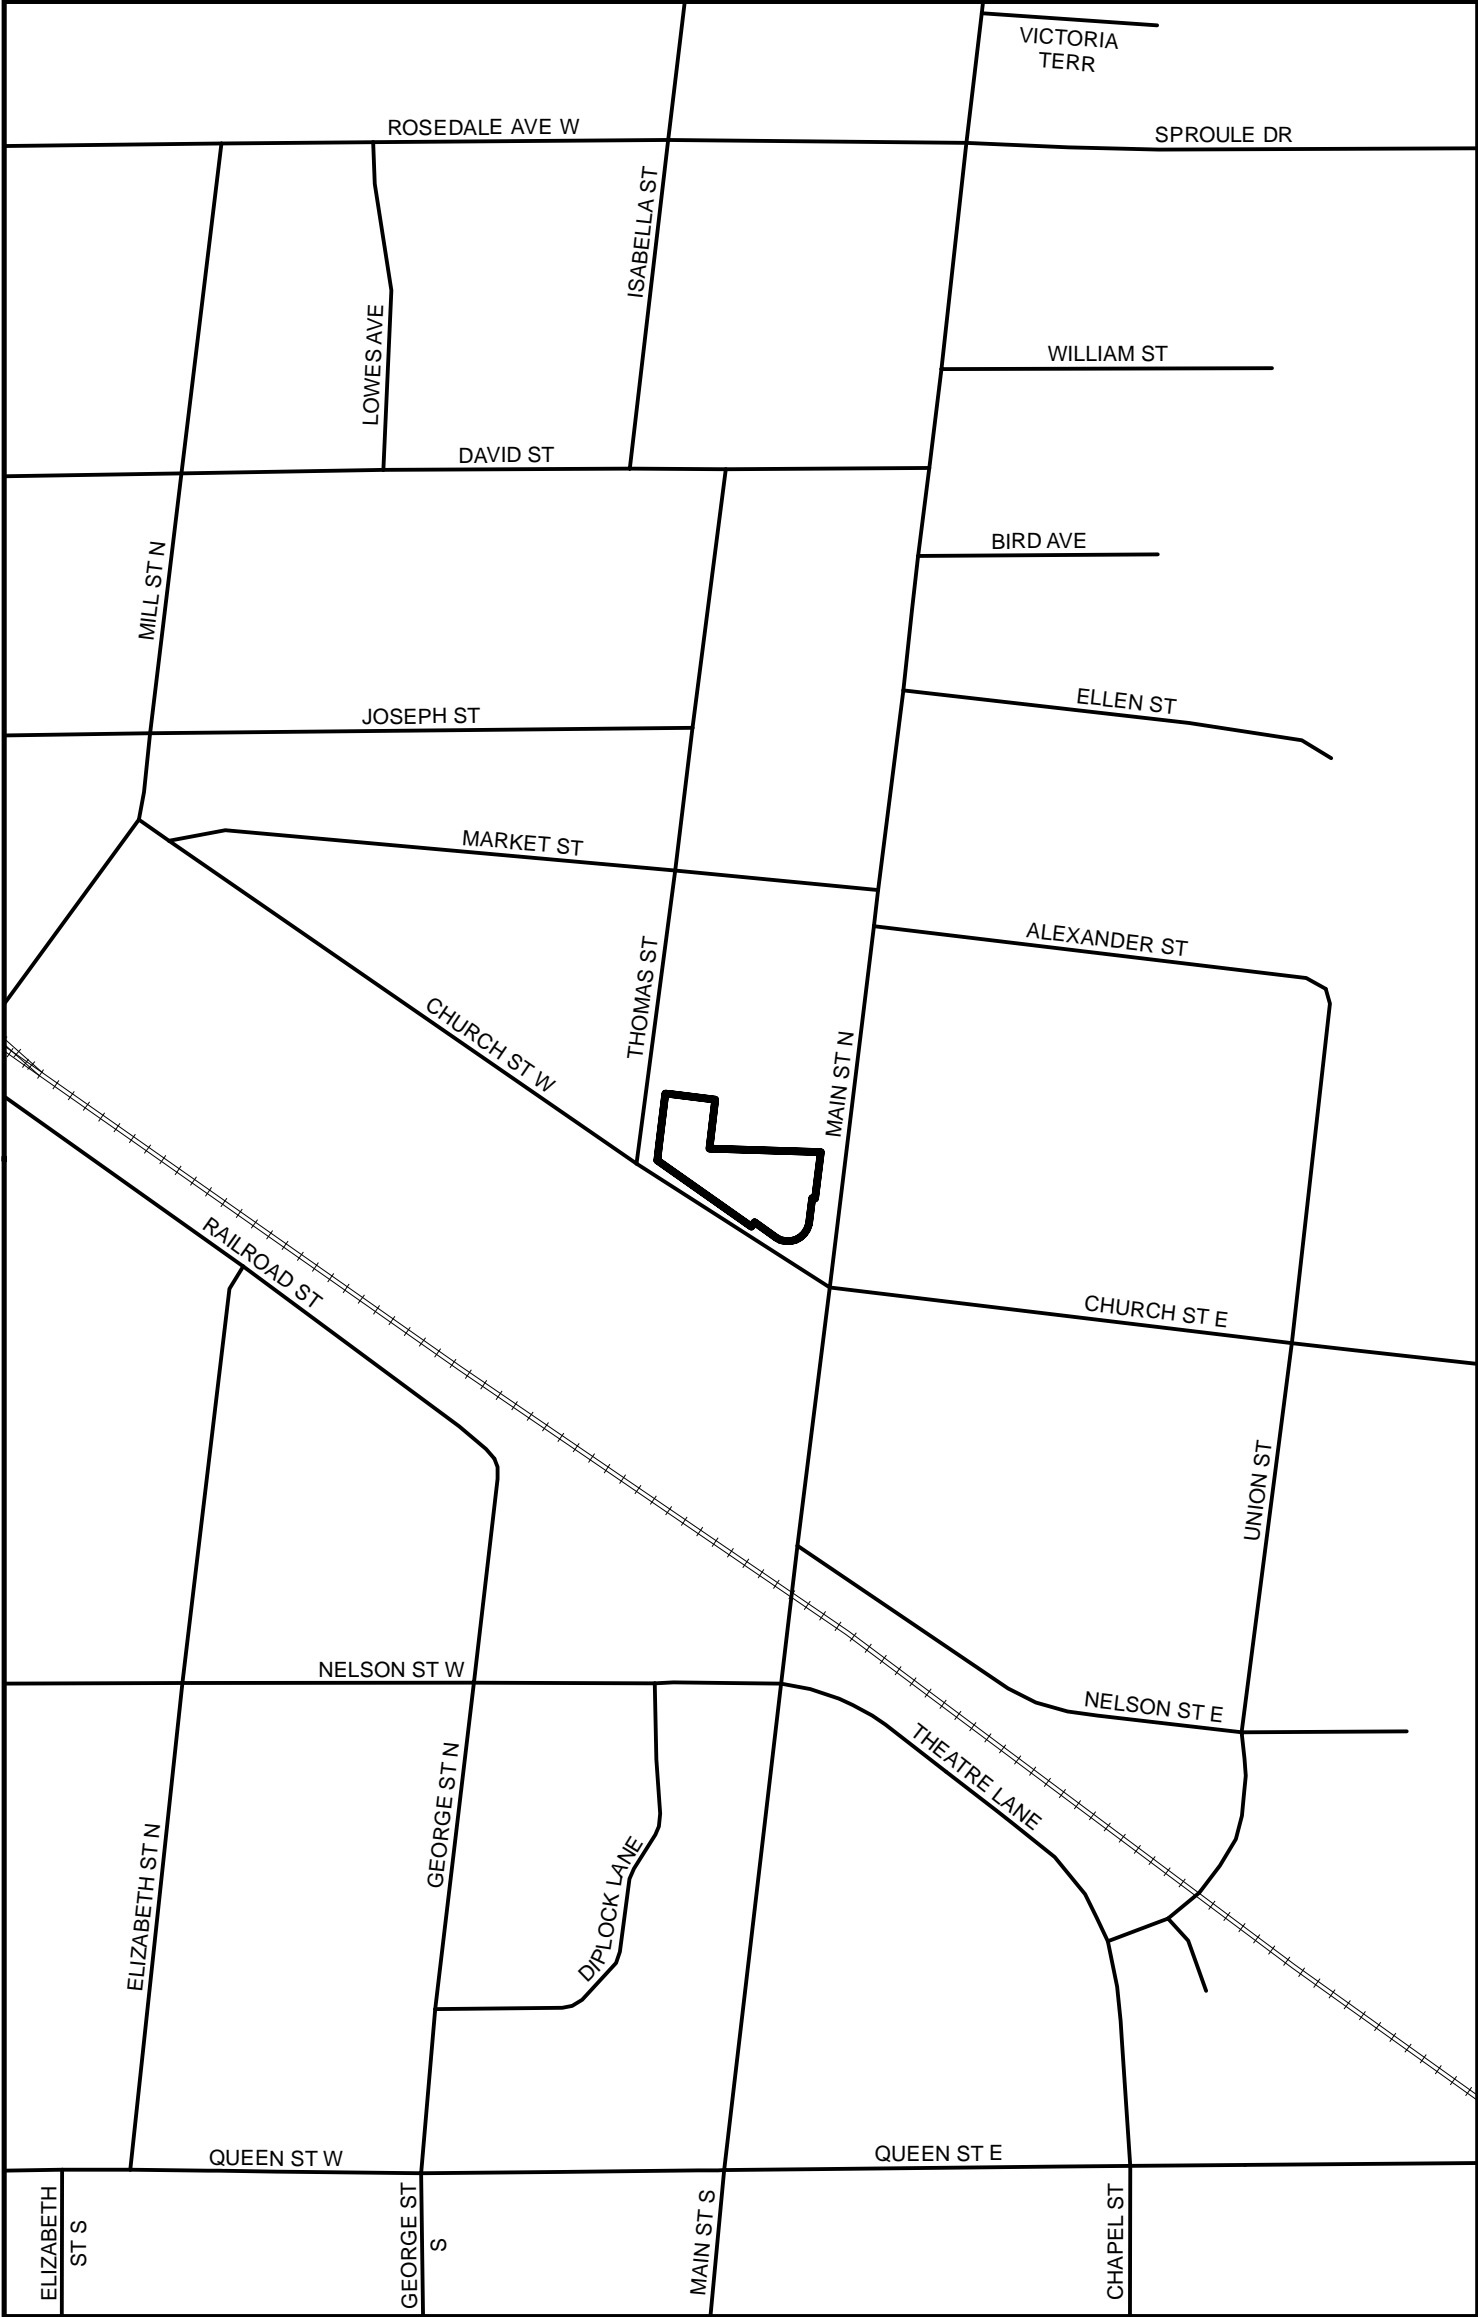 VICTORIA
TERR
ROSEDALE AVE W
SPROULE DR
ISABELLA ST
LOWES AVE
WILLIAM ST
DAVID ST
BIRD AVE
MILL ST N
ELLEN ST
JOSEPH ST
MARKET ST
ALEXANDER ST
THOMAS ST
CHURCH ST W
MAIN ST N
RAILROAD ST
CHURCH ST E
UNION ST
NELSON ST W
NELSON ST E
THEATRE LANE
GEORGE ST N
ELIZABETH ST N
DIPLOCK LANE
QUEEN ST W
QUEEN ST E
ELIZABETH
ST S
GEORGE ST
S
MAIN ST S
CHAPEL ST